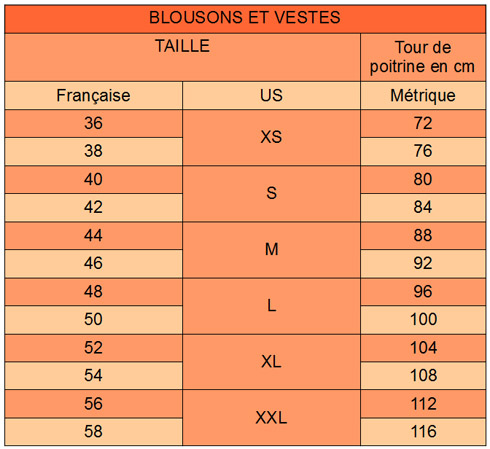 BLOUSONS ET VESTES
TAILLE
Tour de
poitrine en cm
Française US Métrique
36 XS 72
38 76
40 S 80
42 84
44 M 88
46 92
48 L 96
50 100
52 XL 104
54 108
56 XXL 112
58 116